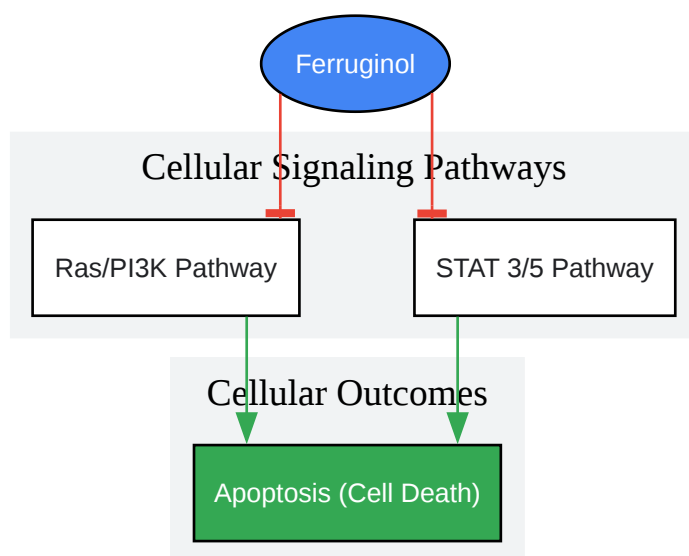 Ferruginol
Cellular Signaling Pathways
Ras/PI3K Pathway
STAT 3/5 Pathway
Cellular Outcomes
Apoptosis (Cell Death)